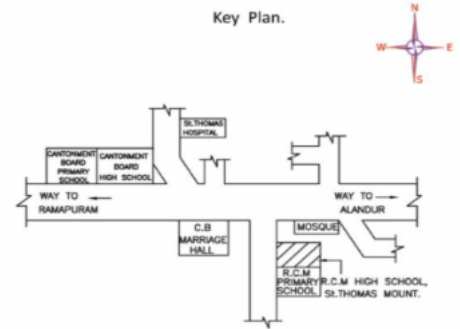 Key Plan.
N
W
E
S
St.THOMAS
HOSPITAL
CANTONMENT
BOARD
PRIMARY
SCHOOL
CANTONMENT
BOARD
HIGH SCHOOL
WAY TO
RAMAPURAM
WAY TO
ALANDUR
C.B
MARRIAGE
HALL
MOSQUE
R.C.M
PRIMARY
SCHOOL
R.C.M HIGH SCHOOL,
St.THOMAS MOUNT.